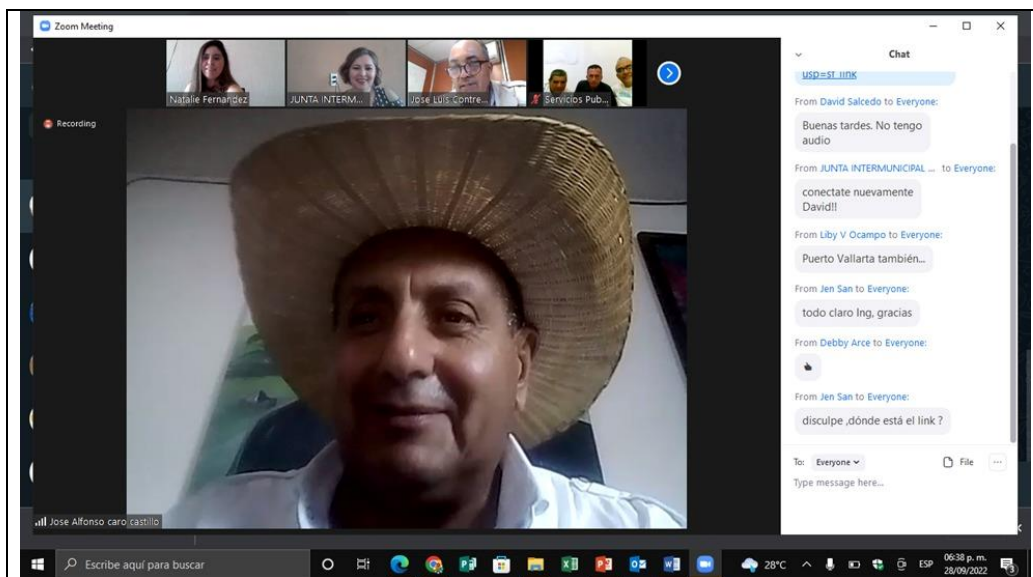 Zoom Meeting
Natalie Fernandez
JUNTA INTERM...
Jose Luis Contre...
Servicios Pub...
Recording
Jose Alfonso caro castillo
Chat
usp=sf_link
From David Salcedo to Everyone:
Buenas tardes. No tengo
audio
From JUNTA INTERMUNICIPAL ... to Everyone:
conectate nuevamente
David!!
From Liby V Ocampo to Everyone:
Puerto Vallarta también...
From Jen San to Everyone:
todo claro Ing, gracias
From Debby Arce to Everyone:
From Jen San to Everyone:
disculpe ,dónde está el link ?
To: Everyone File ...
Type message here...
Escribe aquí para buscar
28°C
ESP
06:38 p. m.
28/09/2022
3